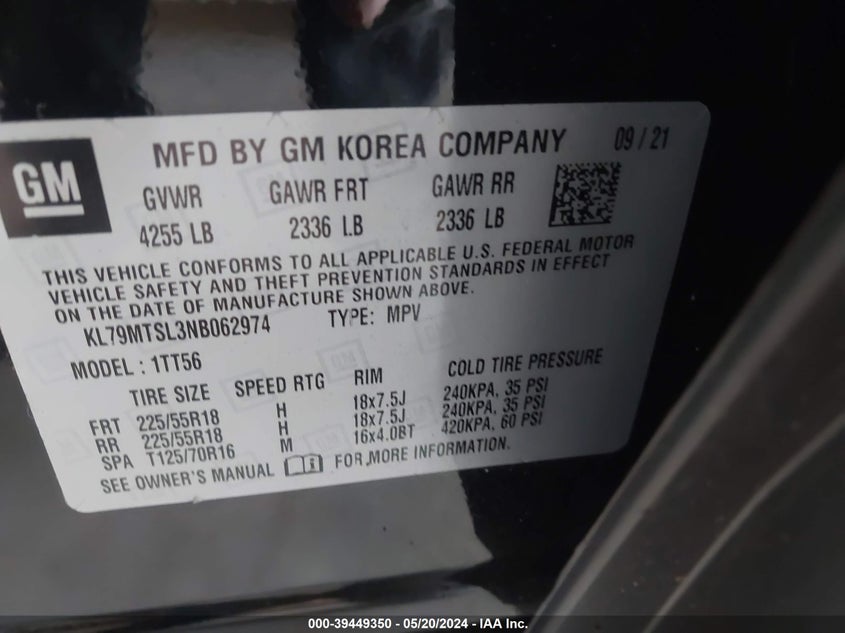 GM
MFD BY GM KOREA COMPANY 09/21
GVWR GAWR FRT GAWR RR
4255 LB 2336 LB 2336 LB
THIS VEHICLE CONFORMS TO ALL APPLICABLE U.S. FEDERAL MOTOR
VEHICLE SAFETY AND THEFT PREVENTION STANDARDS IN EFFECT
ON THE DATE OF MANUFACTURE SHOWN ABOVE.
KL79MTSL3NB062974 TYPE: MPV
MODEL: 1TT56
TIRE SIZE SPEED RTG RIM COLD TIRE PRESSURE
FRT 225/55R18 H 18x7.5J 240KPA, 35 PSI
RR 225/55R18 H 18x7.5J 240KPA, 35 PSI
SPA T125/70R16 M 16x4.0BT 420KPA, 60 PSI
SEE OWNER'S MANUAL FOR MORE INFORMATION.
000-39449350 - 05/20/2024 - IAA Inc.